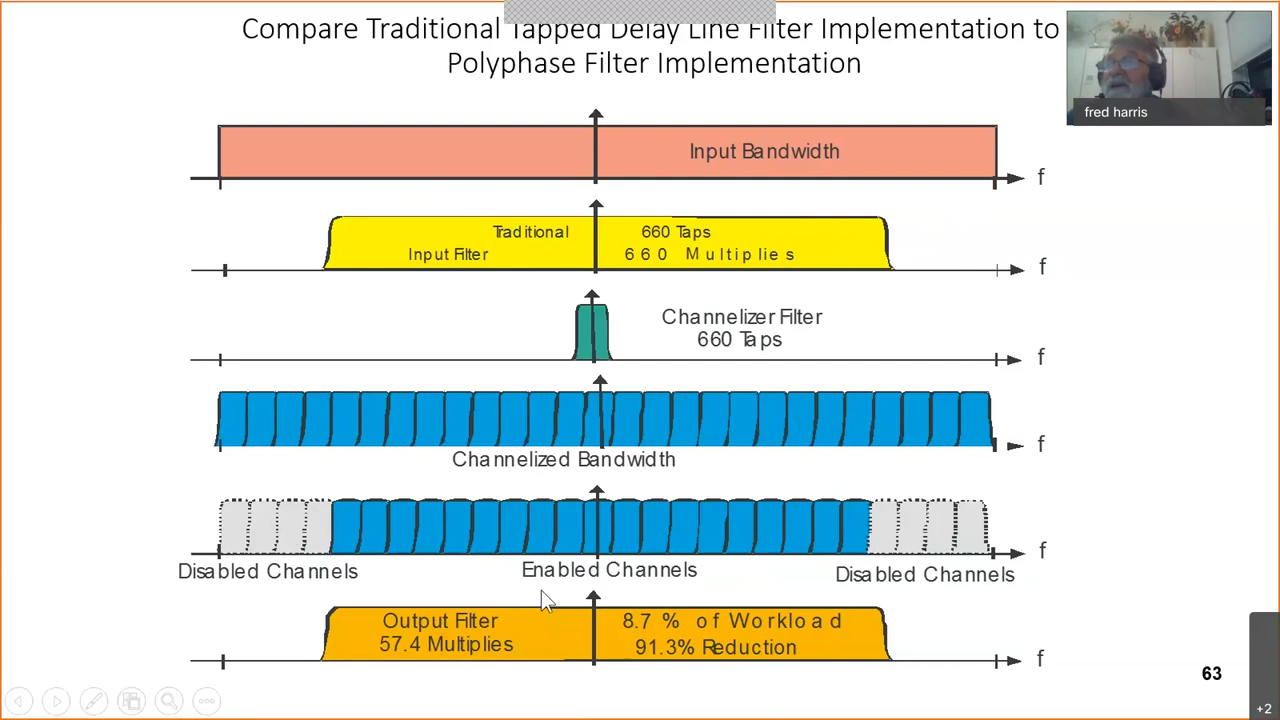 Compare Traditional Tapped Delay Line Filter Implementation to
Polyphase Filter Implementation
fred harris
Input Bandwidth
f
Traditional 660 Taps
Input Filter 660 Multiplies
f
Channelizer Filter
660 Taps
f
f
Channelized Bandwidth
f
Disabled Channels Enabled Channels Disabled Channels
Output Filter 8.7 % of Workload
57.4 Multiplies 91.3% Reduction
f
63
+2